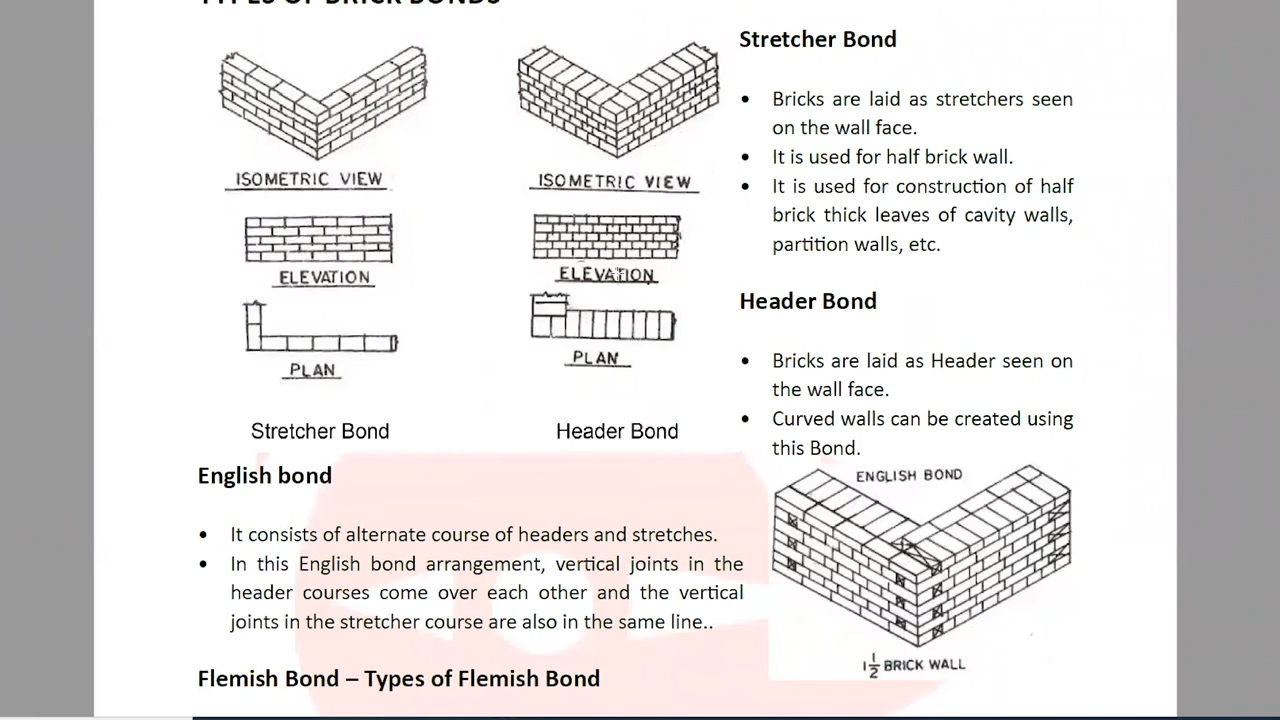 TYPES OF BRICK BONDS
ISOMETRIC VIEW
ISOMETRIC VIEW
ELEVATION
ELEVATION
PLAN
PLAN
Stretcher Bond
Header Bond
Stretcher Bond
• Bricks are laid as stretchers seen
on the wall face.
• It is used for half brick wall.
• It is used for construction of half
brick thick leaves of cavity walls,
partition walls, etc.
Header Bond
• Bricks are laid as Header seen on
the wall face.
• Curved walls can be created using
this Bond.
English bond
• It consists of alternate course of headers and stretches.
• In this English bond arrangement, vertical joints in the
header courses come over each other and the vertical
joints in the stretcher course are also in the same line..
ENGLISH BOND
1 1/2 BRICK WALL
Flemish Bond – Types of Flemish Bond